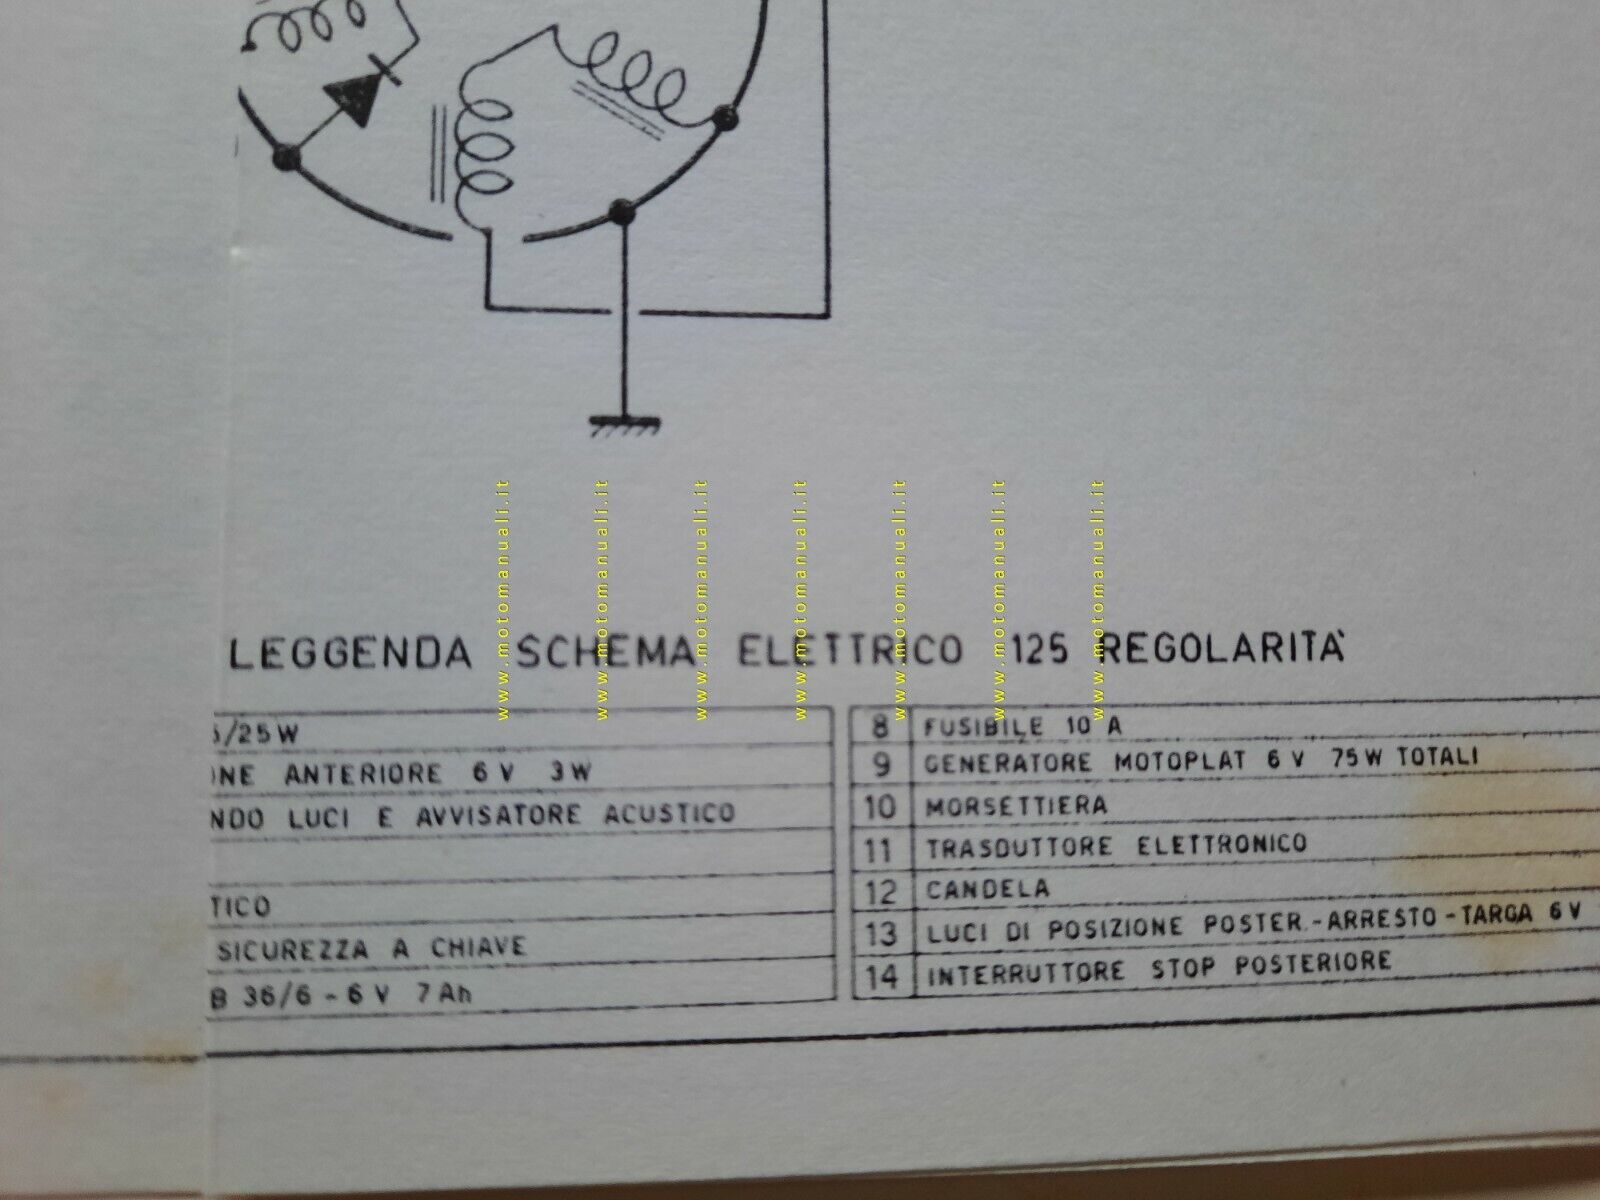 www.motomanuali.it www.motomanuali.it www.motomanuali.it www.motomanuali.it www.motomanuali.it www.motomanuali.it www.motomanuali.it
LEGGENDA SCHEMA ELETTRICO 125 REGOLARITÀ
/25W
NE ANTERIORE 6V 3W
NDO LUCI E AVVISATORE ACUSTICO
TICO
SICUREZZA A CHIAVE
B 36/6 - 6V 7Ah
8 FUSIBILE 10 A
9 GENERATORE MOTOPLAT 6V 75W TOTALI
10 MORSETTIERA
11 TRASDUTTORE ELETTRONICO
12 CANDELA
13 LUCI DI POSIZIONE POSTER.-ARRESTO-TARGA 6V
14 INTERRUTTORE STOP POSTERIORE